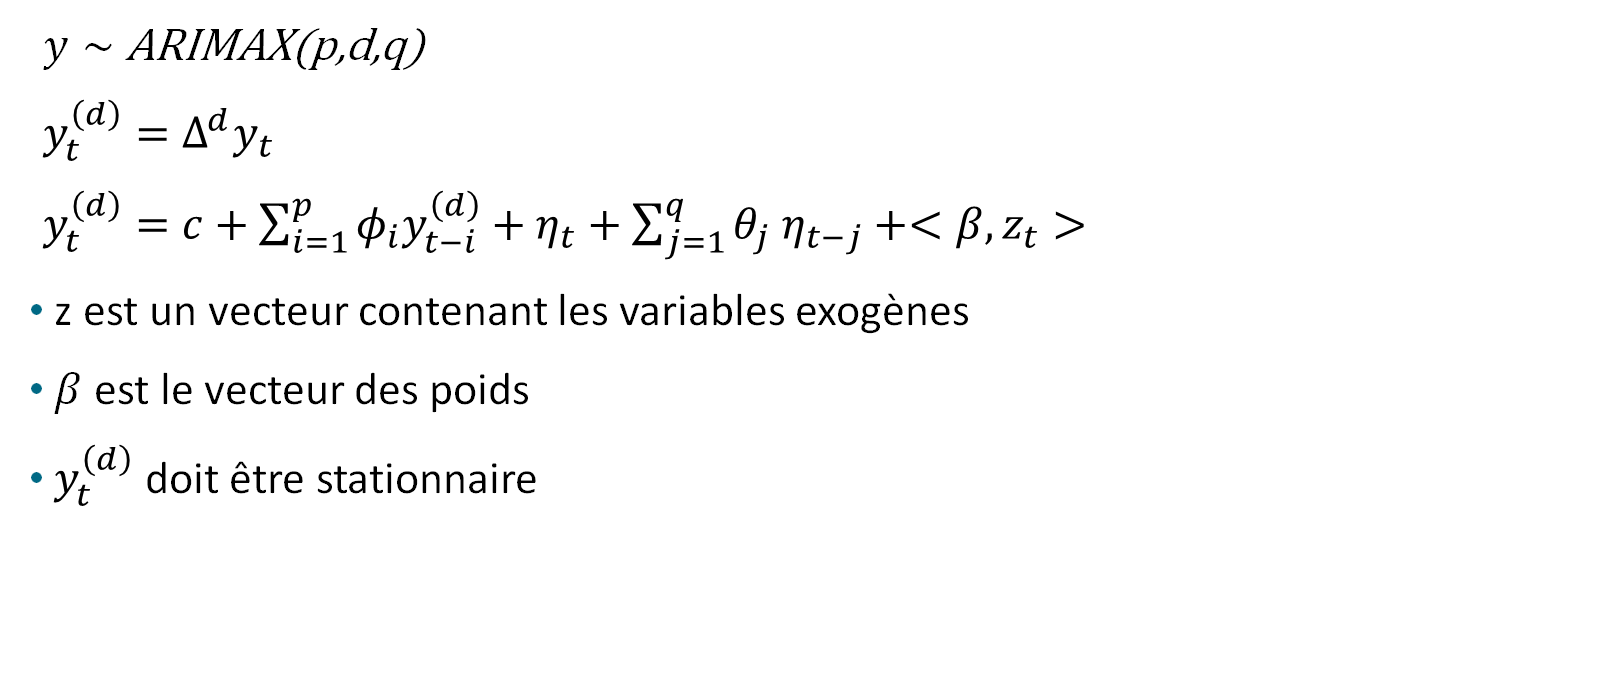 y ~ ARIMAX(p,d,q)
y_t^{(d)} = Δ^d y_t
y_t^{(d)} = c + ∑_{i=1}^{p} ϕ_i y_{t−i}^{(d)} + η_t + ∑_{j=1}^{q} θ_j η_{t−j} +< β, z_t >
• z est un vecteur contenant les variables exogènes
• β est le vecteur des poids
• y_t^{(d)} doit être stationnaire